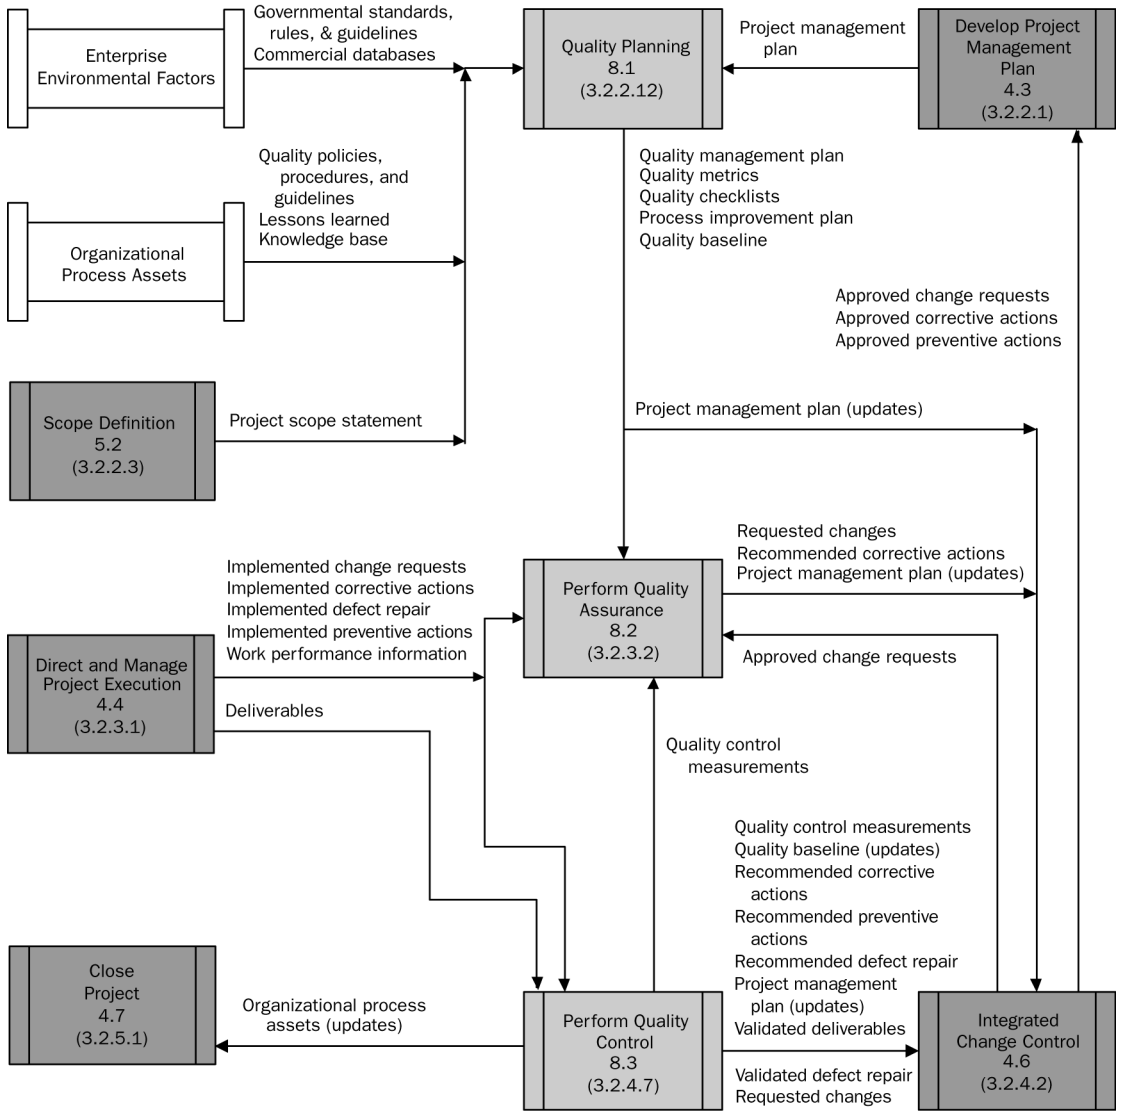 Enterprise
Environmental Factors
Governmental standards,
rules, & guidelines
Commercial databases
Quality Planning
8.1
(3.2.2.12)
Project management
plan
Develop Project
Management
Plan
4.3
(3.2.2.1)
Organizational
Process Assets
Quality policies,
procedures, and
guidelines
Lessons learned
Knowledge base
Quality management plan
Quality metrics
Quality checklists
Process improvement plan
Quality baseline
Approved change requests
Approved corrective actions
Approved preventive actions
Scope Definition
5.2
(3.2.2.3)
Project scope statement
Project management plan (updates)
Requested changes
Recommended corrective actions
Project management plan (updates)
Implemented change requests
Implemented corrective actions
Implemented defect repair
Implemented preventive actions
Work performance information
Perform Quality
Assurance
8.2
(3.2.3.2)
Approved change requests
Direct and Manage
Project Execution
4.4
(3.2.3.1)
Deliverables
Quality control
measurements
Quality control measurements
Quality baseline (updates)
Recommended corrective
actions
Recommended preventive
actions
Recommended defect repair
Project management
plan (updates)
Validated deliverables
Validated defect repair
Requested changes
Close
Project
4.7
(3.2.5.1)
Organizational process
assets (updates)
Perform Quality
Control
8.3
(3.2.4.7)
Integrated
Change Control
4.6
(3.2.4.2)